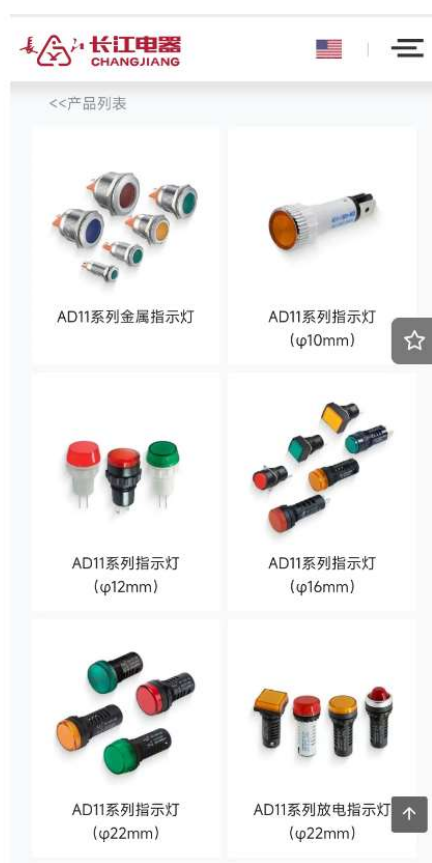 长江电器
CHANGJIANG
<<产品列表
AD11系列金属指示灯
AD11系列指示灯
(φ10mm)
AD11系列指示灯
(φ12mm)
AD11系列指示灯
(φ16mm)
AD11系列指示灯
(φ22mm)
AD11系列放电指示灯
(φ22mm)